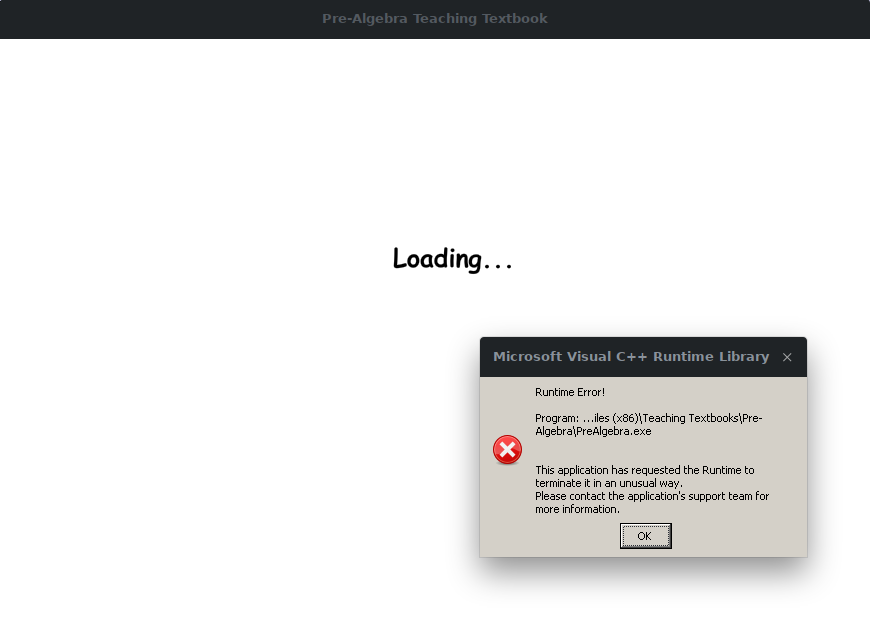 Pre-Algebra Teaching Textbook
Loading...
Microsoft Visual C++ Runtime Library
Runtime Error!
Program: ...iles (x86)\Teaching Textbooks\Pre-
Algebra\PreAlgebra.exe
This application has requested the Runtime to
terminate it in an unusual way.
Please contact the application's support team for
more information.
OK